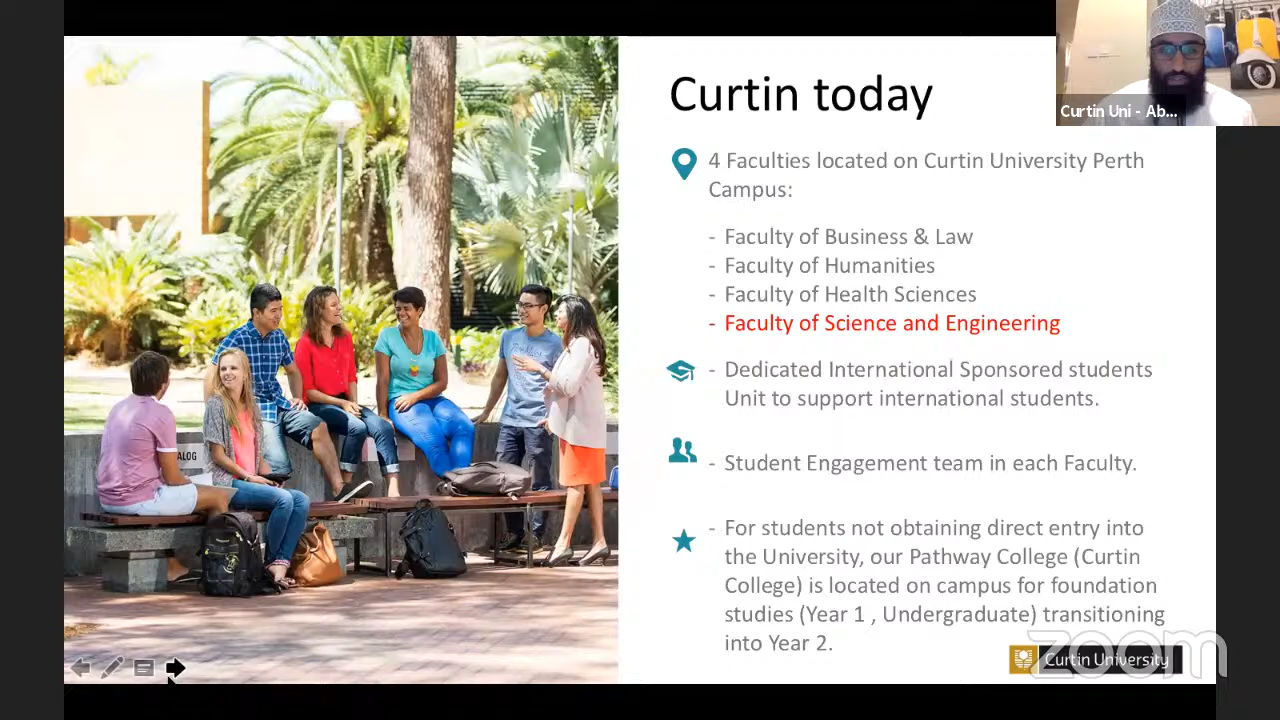 Curtin today
Curtin Uni - Ab...
4 Faculties located on Curtin University Perth
Campus:
- Faculty of Business & Law
- Faculty of Humanities
- Faculty of Health Sciences
- Faculty of Science and Engineering
- Dedicated International Sponsored students
Unit to support international students.
- Student Engagement team in each Faculty.
- For students not obtaining direct entry into
the University, our Pathway College (Curtin
College) is located on campus for foundation
studies (Year 1 , Undergraduate) transitioning
into Year 2.
ALOG
Curtin University
zoom